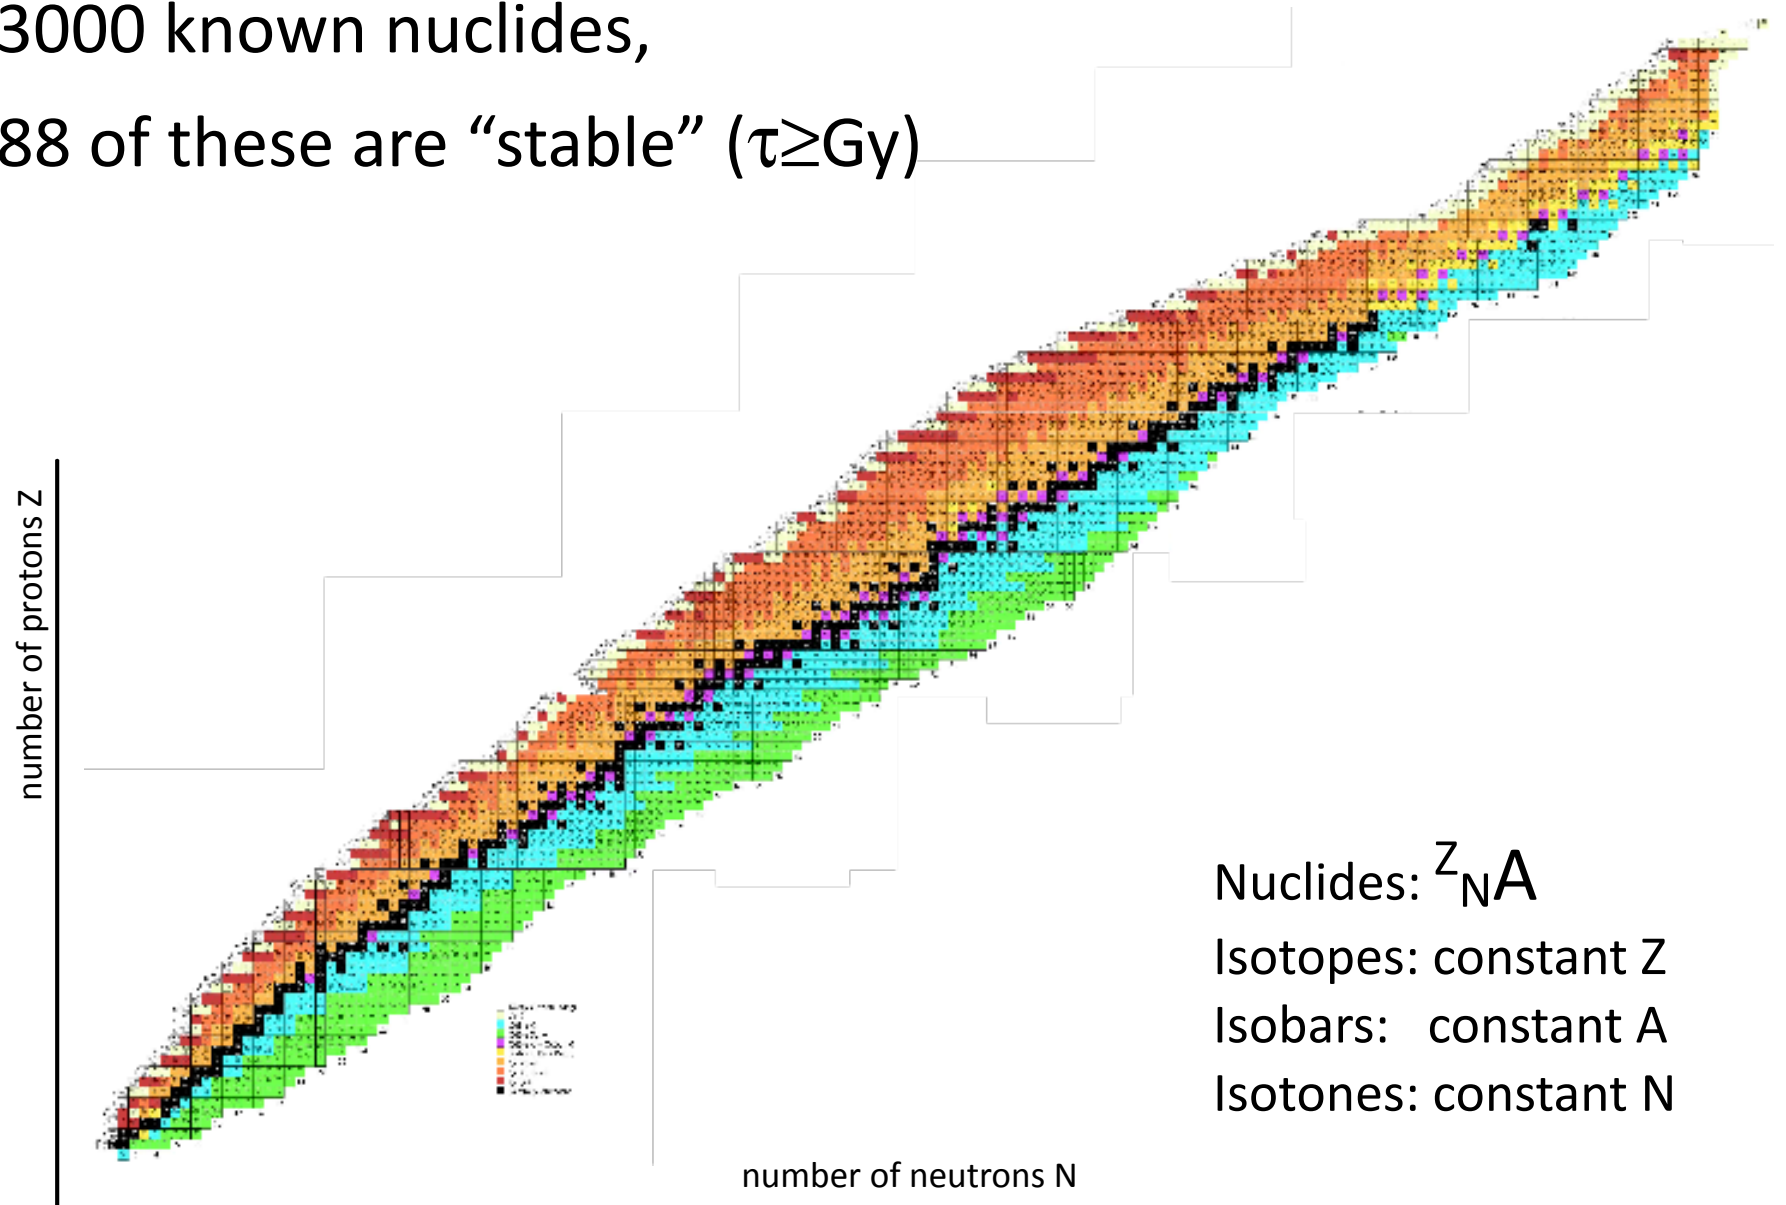 3000 known nuclides,
88 of these are “stable” (τ≥Gy)
number of protons Z
Nuclides: ᶻₙA
Isotopes: constant Z
Isobars: constant A
Isotones: constant N
number of neutrons N